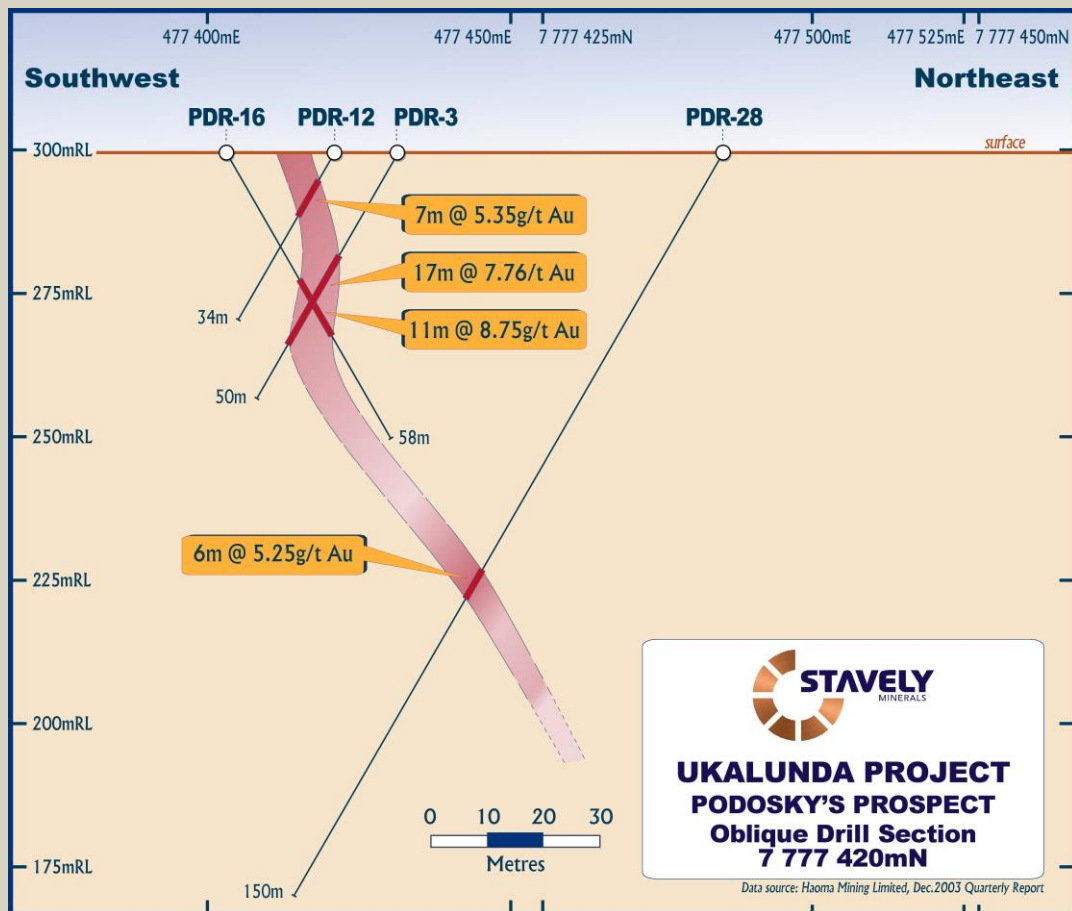 477 400mE
477 450mE
7 777 425mN
477 500mE
477 525mE
7 777 450mN
Southwest
Northeast
PDR-16
PDR-12
PDR-3
PDR-28
surface
300mRL
7m @ 5.35g/t Au
17m @ 7.76/t Au
275mRL
34m
11m @ 8.75g/t Au
50m
250mRL
58m
6m @ 5.25g/t Au
225mRL
200mRL
175mRL
150m
0 10 20 30
Metres
STAVELY
MINERALS
UKALUNDA PROJECT
PODOSKY'S PROSPECT
Oblique Drill Section
7 777 420mN
Data source: Haoma Mining Limited, Dec.2003 Quarterly Report